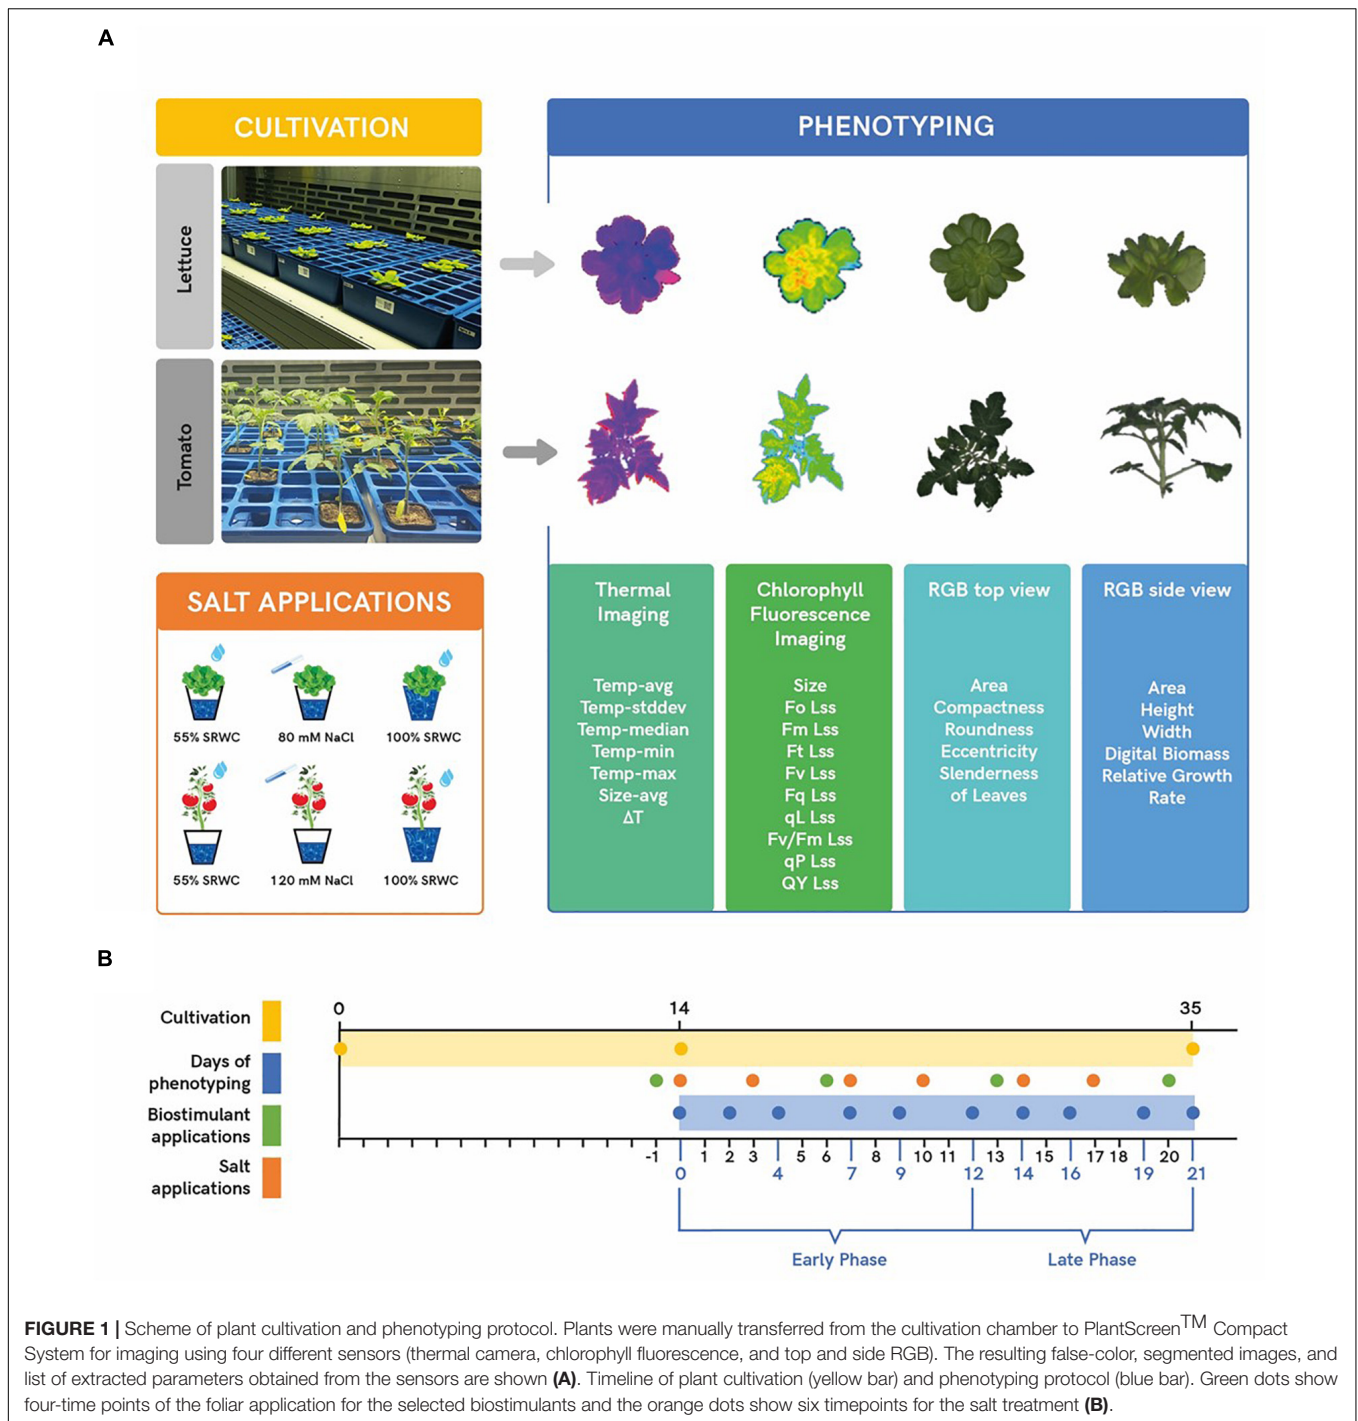 A
CULTIVATION
PHENOTYPING
Lettuce
Tomato
SALT APPLICATIONS
55% SRWC
80 mM NaCl
100% SRWC
55% SRWC
120 mM NaCl
100% SRWC
Thermal
Imaging
Temp-avg
Temp-stddev
Temp-median
Temp-min
Temp-max
Size-avg
ΔT
Chlorophyll
Fluorescence
Imaging
Size
Fo Lss
Fm Lss
Ft Lss
Fv Lss
Fq Lss
qL Lss
Fv/Fm Lss
qP Lss
QY Lss
RGB top view
Area
Compactness
Roundness
Eccentricity
Slenderness
of Leaves
RGB side view
Area
Height
Width
Digital Biomass
Relative Growth
Rate
B
Cultivation
Days of
phenotyping
Biostimulant
applications
Salt
applications
0 14 35
-1 1 2 3 5 6 8 10 11 13 15 17 18 20
0 4 7 9 12 14 16 19 21
Early Phase
Late Phase
FIGURE 1 | Scheme of plant cultivation and phenotyping protocol. Plants were manually transferred from the cultivation chamber to PlantScreen™ Compact
System for imaging using four different sensors (thermal camera, chlorophyll fluorescence, and top and side RGB). The resulting false-color, segmented images, and
list of extracted parameters obtained from the sensors are shown (A). Timeline of plant cultivation (yellow bar) and phenotyping protocol (blue bar). Green dots show
four-time points of the foliar application for the selected biostimulants and the orange dots show six timepoints for the salt treatment (B).